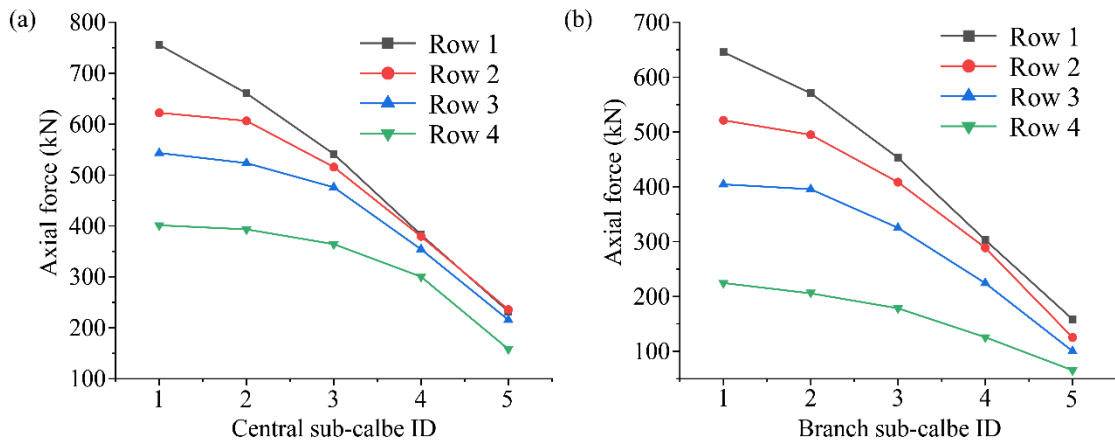 (a)
Axial force (kN)
800
700
600
500
400
300
200
100
Row 1
Row 2
Row 3
Row 4
1 2 3 4 5
Central sub-calbe ID
(b)
Axial force (kN)
700
600
500
400
300
200
100
Row 1
Row 2
Row 3
Row 4
1 2 3 4 5
Branch sub-calbe ID